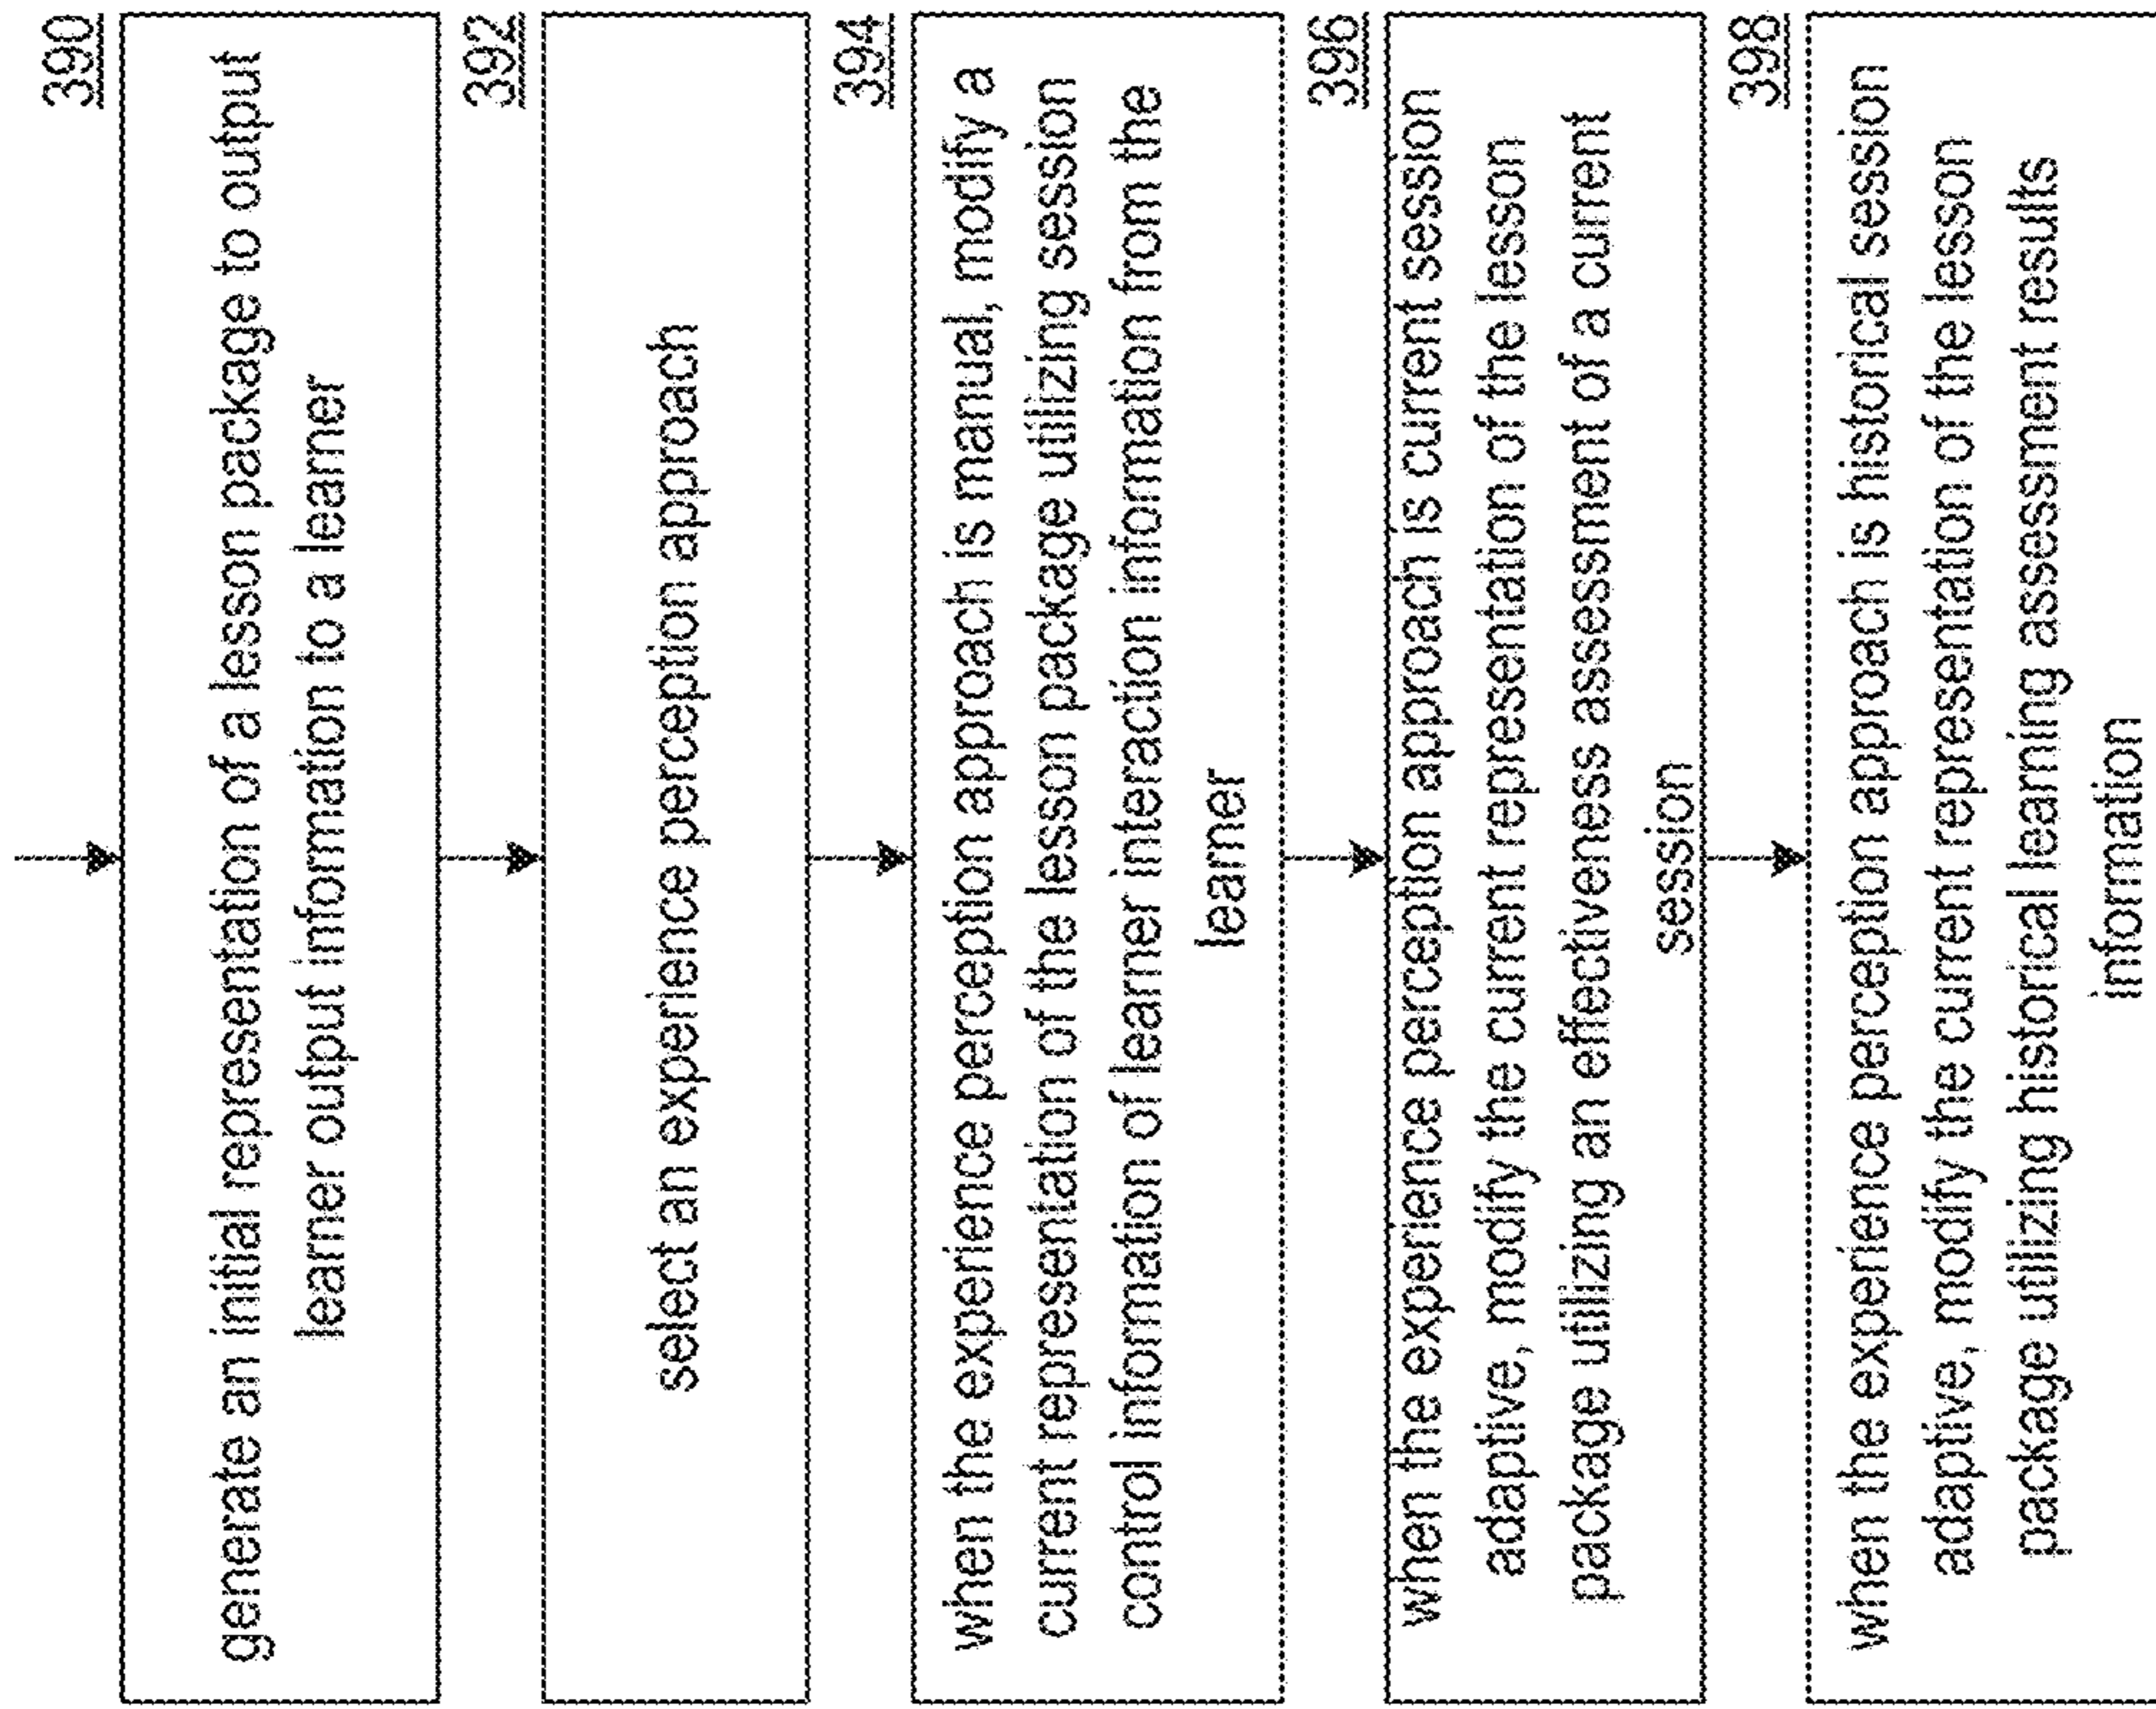 390
generate an initial representation of a lesson package to output
learner output information to a learner
392
select an experience perception approach
394
when the experience perception approach is manual, modify a
current representation of the lesson package utilizing session
control information of learner interaction information from the
learner
396
when the experience perception approach is current session
adaptive, modify the current representation of the lesson
package utilizing an effectiveness assessment of a current
session
398
when the experience perception approach is historical session
adaptive, modify the current representation of the lesson
package utilizing historical learning assessment results
information